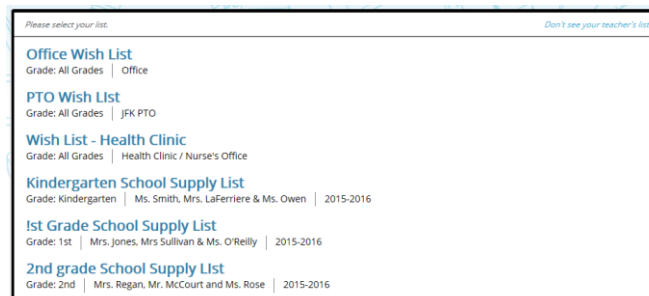 Please select your list.
Don't see your teacher's list
Office Wish List
Grade: All Grades | Office
PTO Wish LIst
Grade: All Grades | JFK PTO
Wish List - Health Clinic
Grade: All Grades | Health Clinic / Nurse's Office
Kindergarten School Supply List
Grade: Kindergarten | Ms. Smith, Mrs. LaFerriere & Ms. Owen | 2015-2016
!st Grade School Supply List
Grade: 1st | Mrs. Jones, Mrs Sullivan & Ms. O'Reilly | 2015-2016
2nd grade School Supply LIst
Grade: 2nd | Mrs. Regan, Mr. McCourt and Ms. Rose | 2015-2016